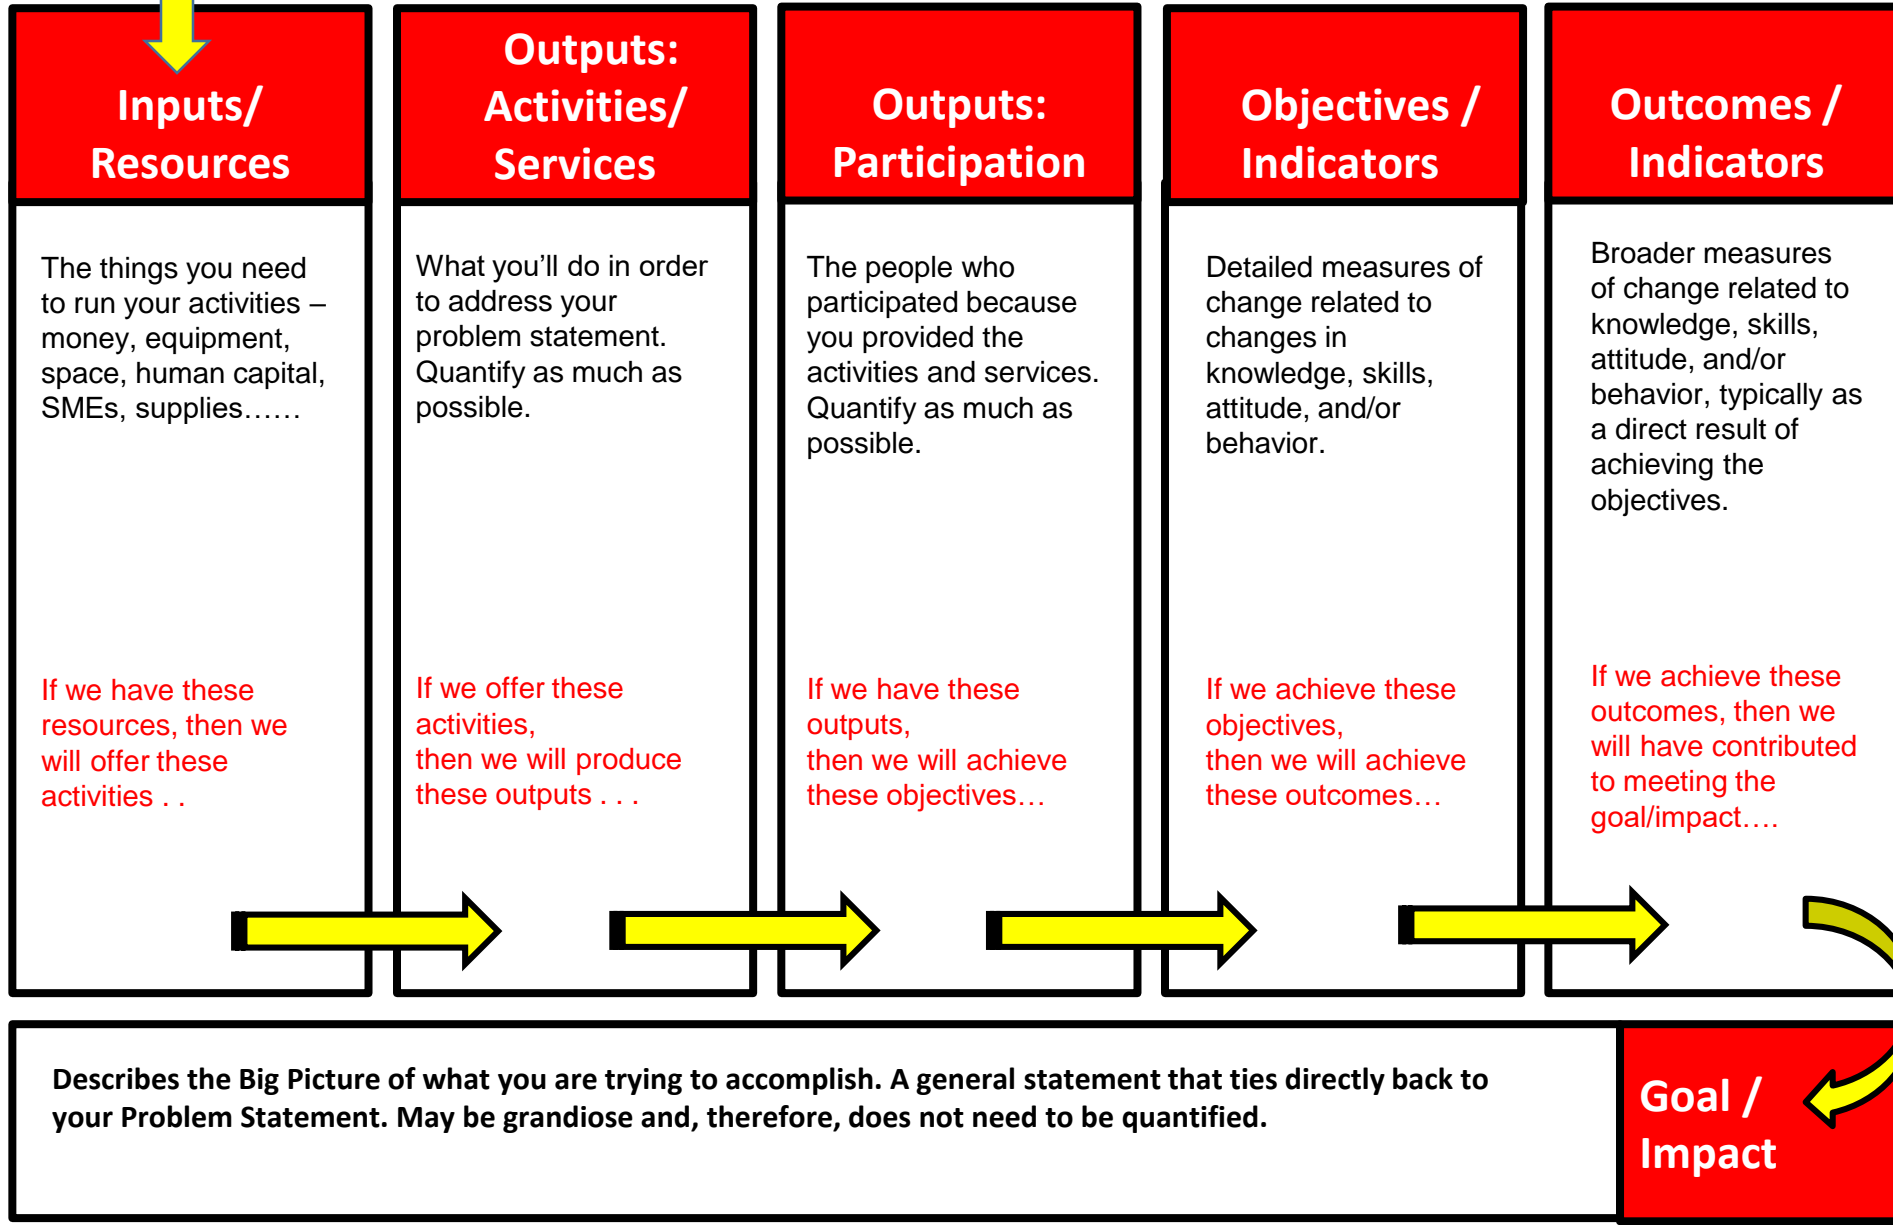 Inputs/
Resources
The things you need
to run your activities –
money, equipment,
space, human capital,
SMEs, supplies……
If we have these
resources, then we
will offer these
activities . .
Outputs:
Activities/
Services
What you’ll do in order
to address your
problem statement.
Quantify as much as
possible.
If we offer these
activities,
then we will produce
these outputs . . .
Outputs:
Participation
The people who
participated because
you provided the
activities and services.
Quantify as much as
possible.
If we have these
outputs,
then we will achieve
these objectives…
Objectives /
Indicators
Detailed measures of
change related to
changes in
knowledge, skills,
attitude, and/or
behavior.
If we achieve these
objectives,
then we will achieve
these outcomes…
Outcomes /
Indicators
Broader measures
of change related to
knowledge, skills,
attitude, and/or
behavior, typically as
a direct result of
achieving the
objectives.
If we achieve these
outcomes, then we
will have contributed
to meeting the
goal/impact….
Describes the Big Picture of what you are trying to accomplish. A general statement that ties directly back to
your Problem Statement. May be grandiose and, therefore, does not need to be quantified.
Goal /
Impact